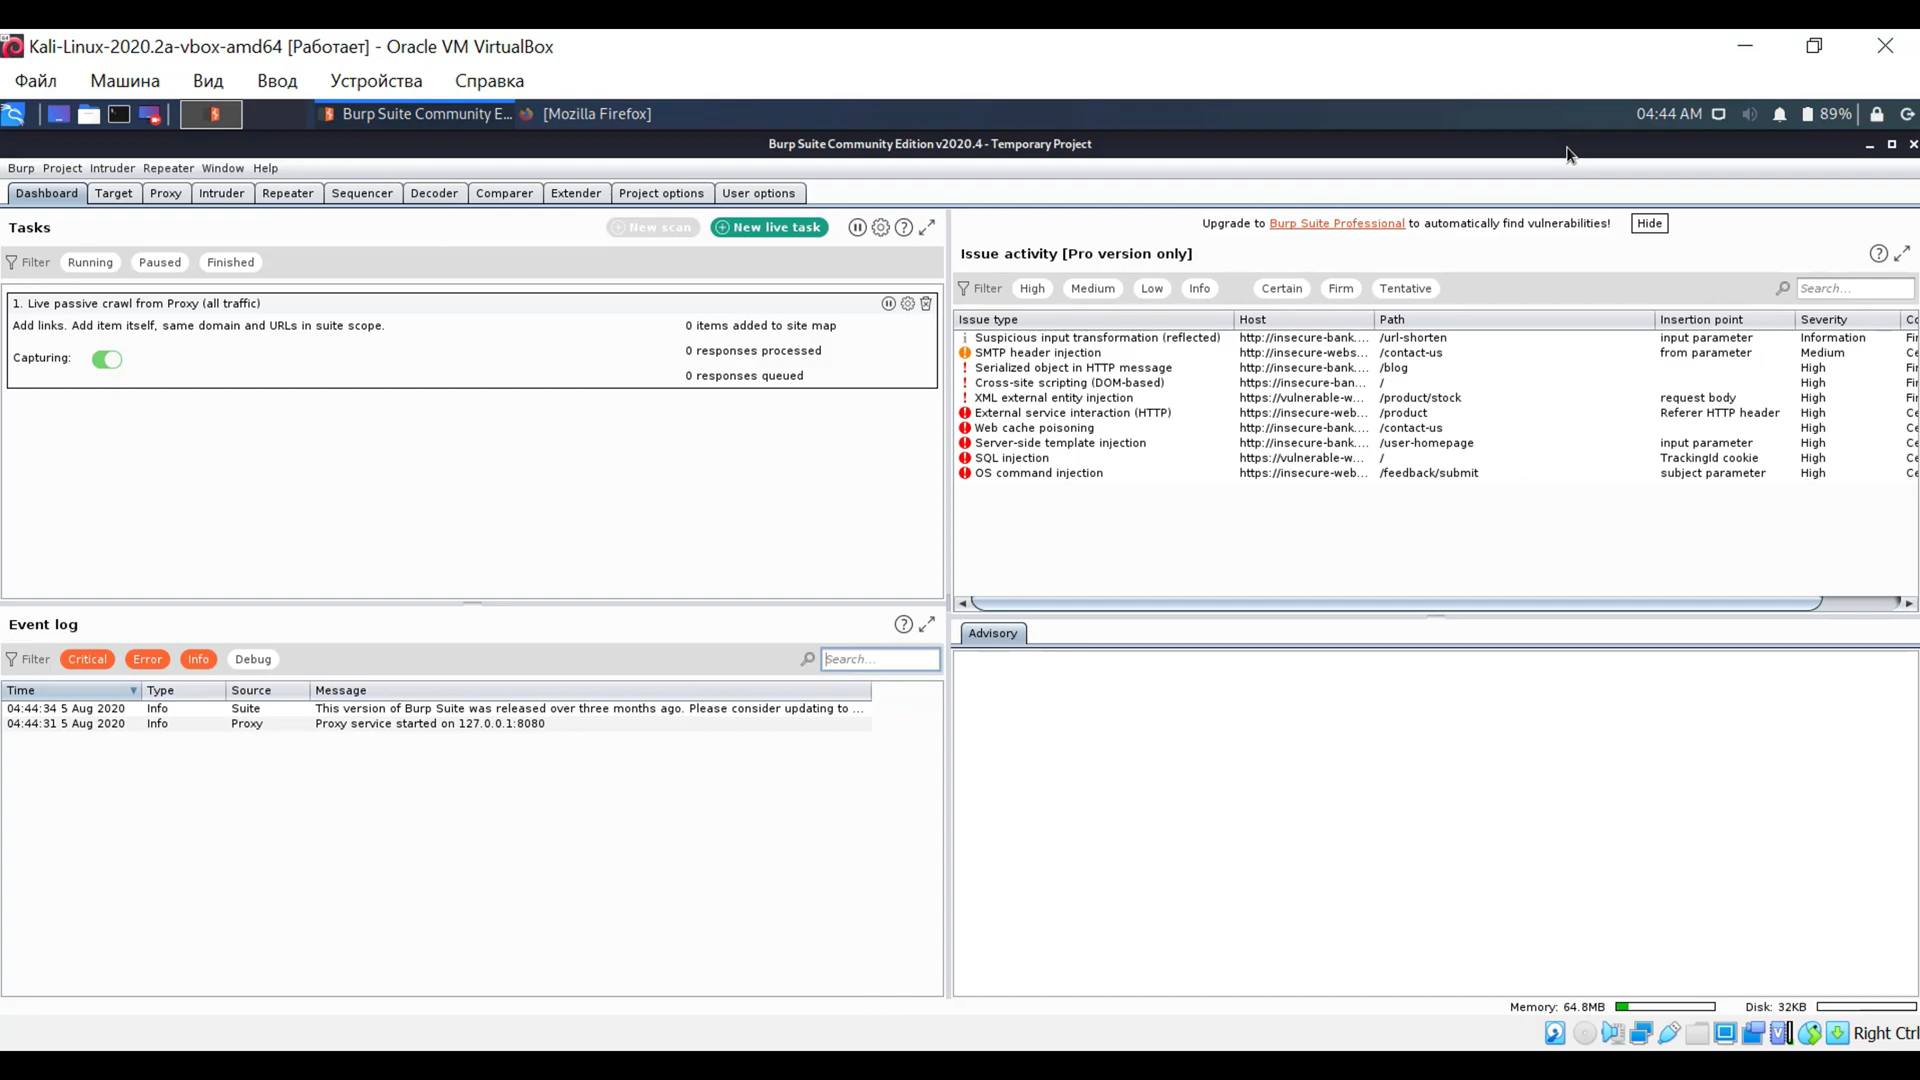 Kali-Linux-2020.2a-vbox-amd64 [Работает] - Oracle VM VirtualBox
Файл Машина Вид Ввод Устройства Справка
Burp Suite Community E... [Mozilla Firefox] 04:44 AM 89%
Burp Suite Community Edition v2020.4 - Temporary Project
Burp Project Intruder Repeater Window Help
Dashboard Target Proxy Intruder Repeater Sequencer Decoder Comparer Extender Project options User options
Tasks New scan New live task
Filter Running Paused Finished
1. Live passive crawl from Proxy (all traffic)
Add links. Add item itself, same domain and URLs in suite scope. 0 items added to site map
0 responses processed
Capturing:
0 responses queued
Event log
Filter Critical Error Info Debug Search...
Time Type Source Message
04:44:34 5 Aug 2020 Info Suite This version of Burp Suite was released over three months ago. Please consider updating to ...
04:44:31 5 Aug 2020 Info Proxy Proxy service started on 127.0.0.1:8080
Upgrade to Burp Suite Professional to automatically find vulnerabilities! Hide
Issue activity [Pro version only]
Filter High Medium Low Info Certain Firm Tentative Search...
Issue type Host Path Insertion point Severity Co
Suspicious input transformation (reflected) http://insecure-bank.... /url-shorten input parameter Information Fir
SMTP header injection http://insecure-webs... /contact-us from parameter Medium Ce
Serialized object in HTTP message https://insecure-bank... /blog High Fir
Cross-site scripting (DOM-based) https://insecure-ban... / High Fir
XML external entity injection https://vulnerable-w... /product/stock request body High Fir
External service interaction (HTTP) https://insecure-web... /product Referer HTTP header High Ce
Web cache poisoning http://insecure-bank.... /contact-us High Ce
Server-side template injection http://insecure-bank.... /user-homepage input parameter High Ce
SQL injection https://vulnerable-w... / TrackingId cookie High Ce
OS command injection https://insecure-web... /feedback/submit subject parameter High Ce
Advisory
Memory: 64.8MB Disk: 32KB
Right Ctrl